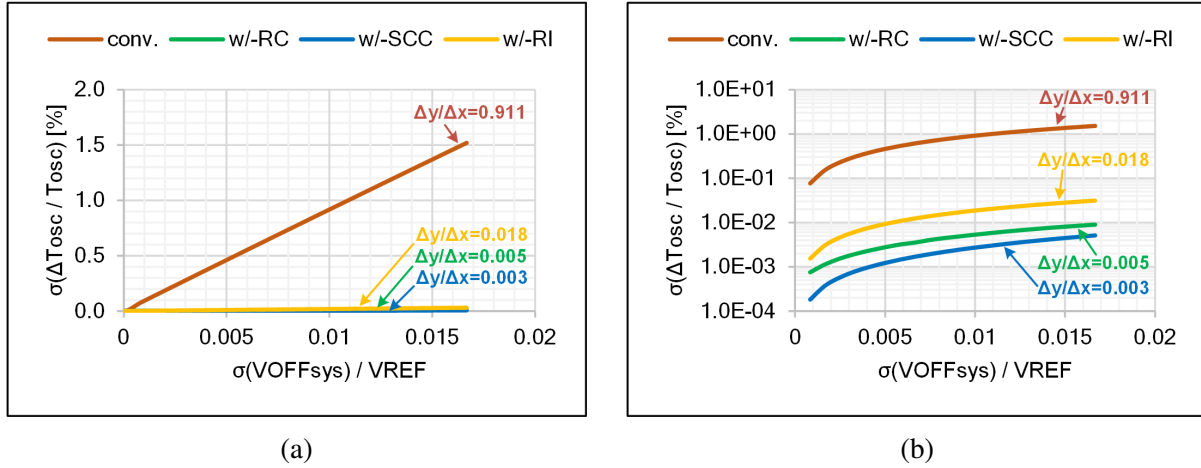 conv. w/-RC w/-SCC w/-RI
σ(ΔTosc / Tosc) [%]
2.0
1.5
1.0
0.5
0.0
Δy/Δx=0.911
Δy/Δx=0.018
Δy/Δx=0.005
Δy/Δx=0.003
0 0.005 0.01 0.015 0.02
σ(VOFFsys) / VREF
(a)
conv. w/-RC w/-SCC w/-RI
σ(ΔTosc / Tosc) [%]
1.0E+01
1.0E+00
1.0E-01
1.0E-02
1.0E-03
1.0E-04
Δy/Δx=0.911
Δy/Δx=0.018
Δy/Δx=0.005
Δy/Δx=0.003
0 0.005 0.01 0.015 0.02
σ(VOFFsys) / VREF
(b)